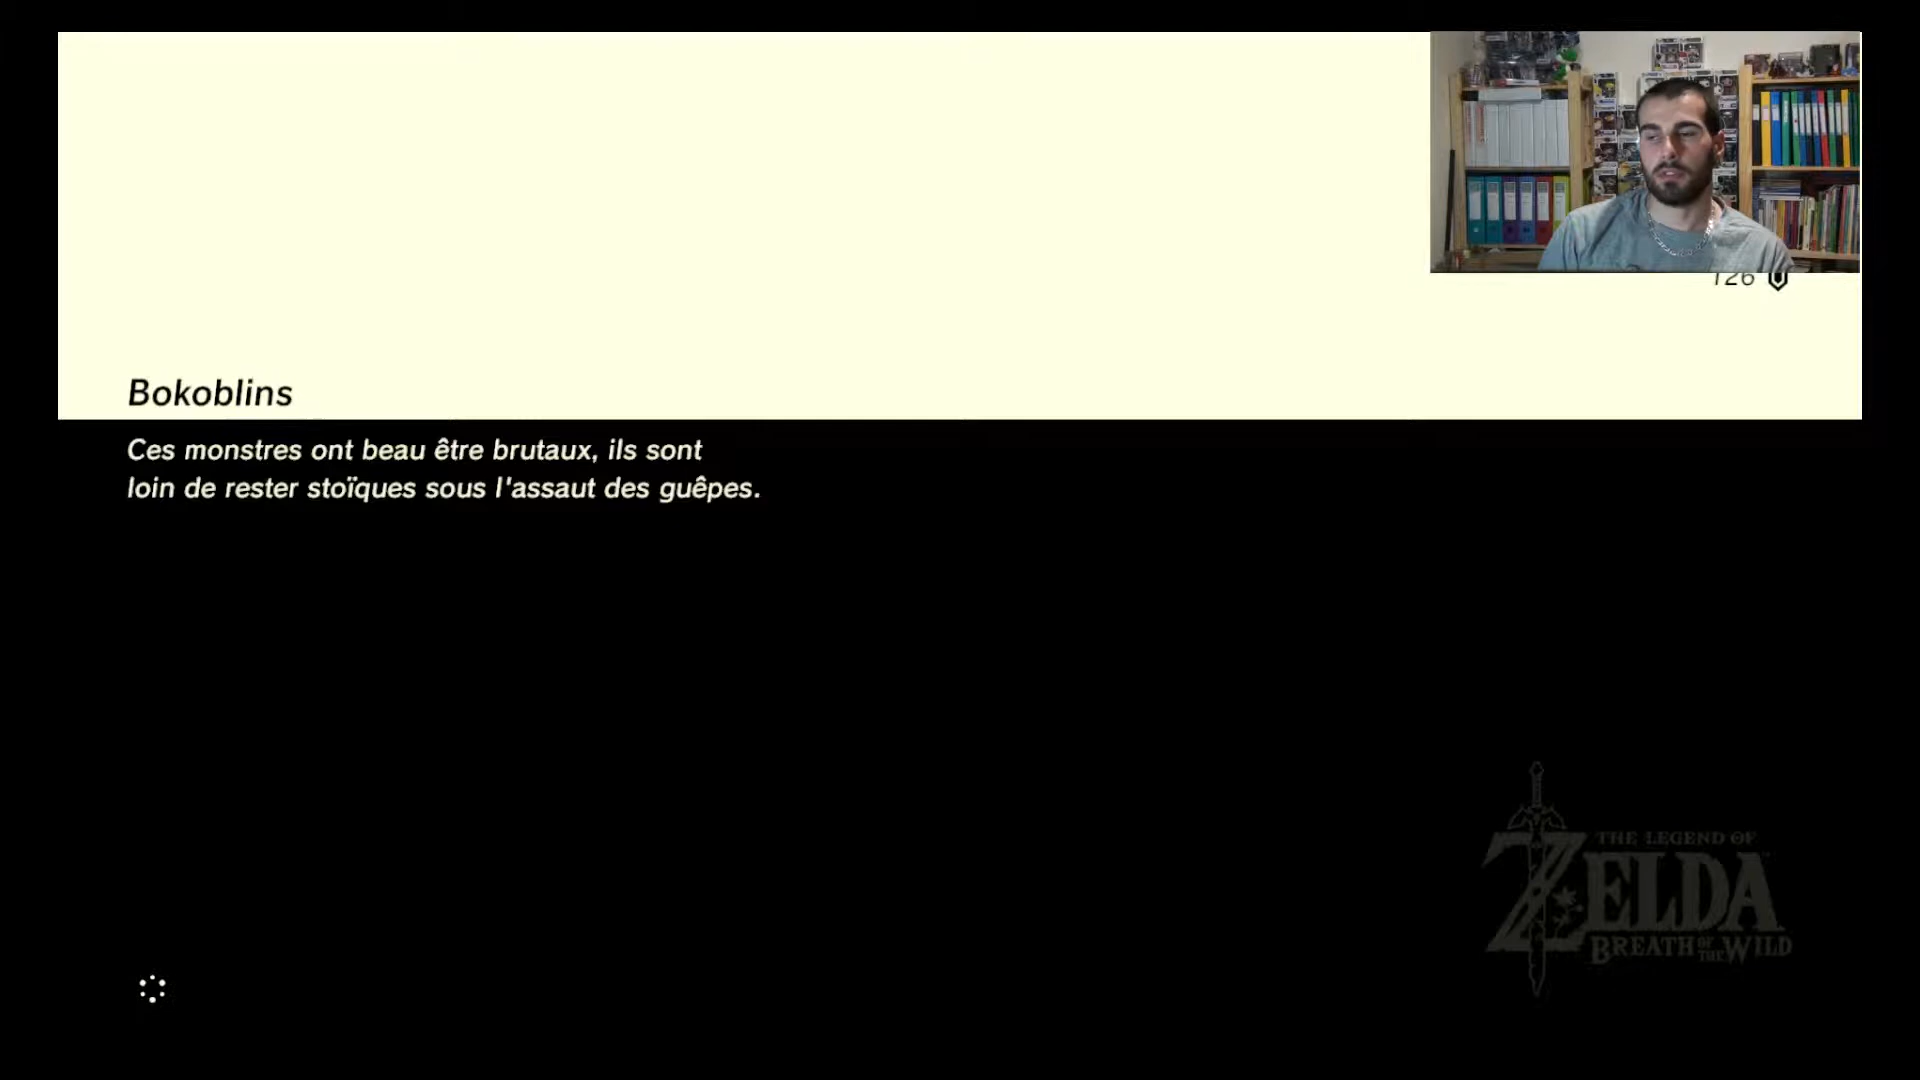 126
Bokoblins
Ces monstres ont beau être brutaux, ils sont
loin de rester stoïques sous l'assaut des guêpes.
THE LEGEND OF
ZELDA
BREATH OF THE WILD